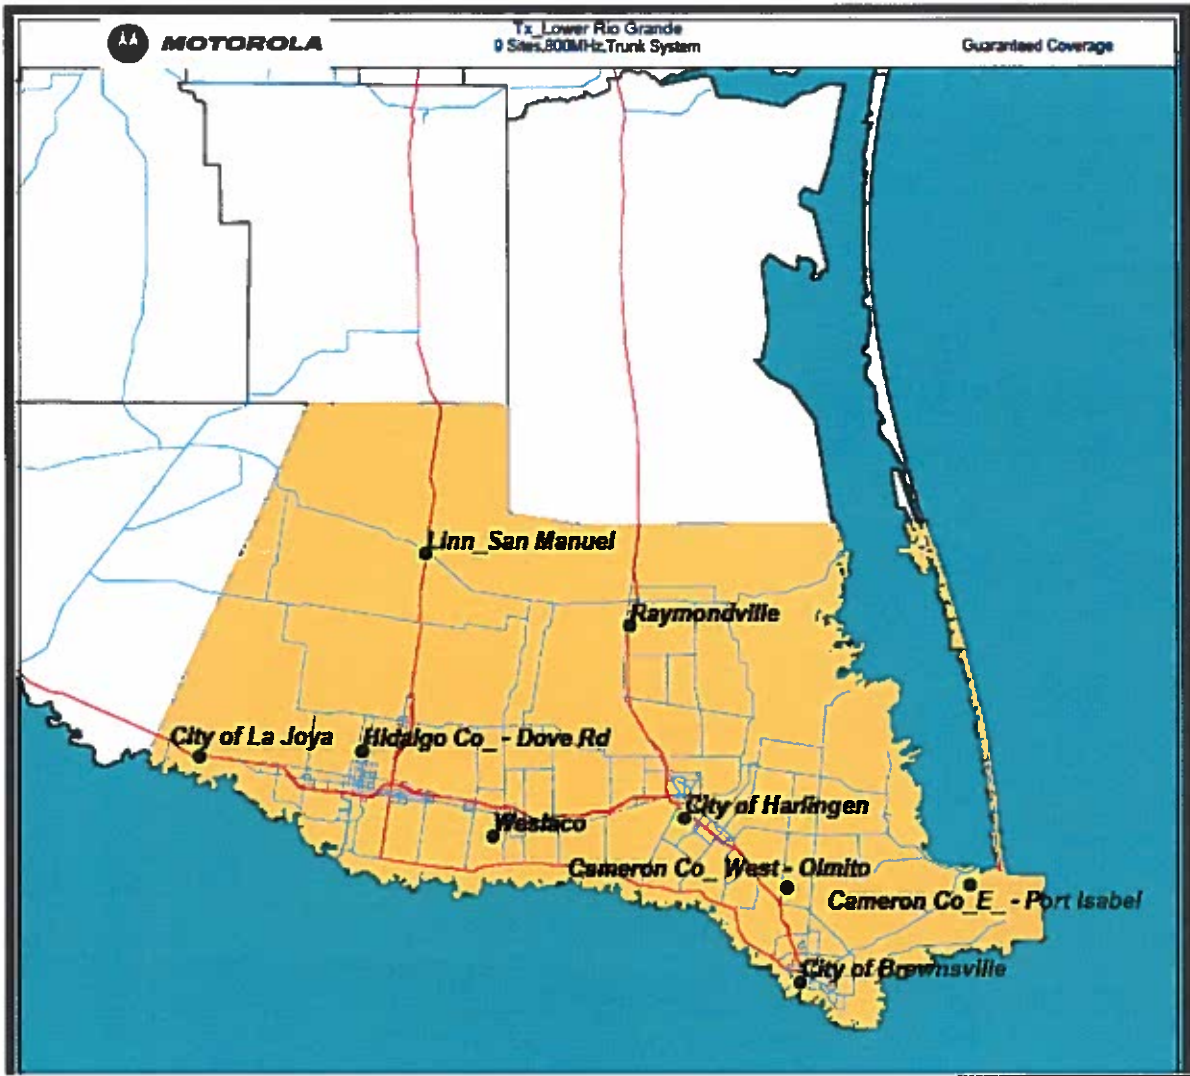 MOTOROLA
Tx_Lower Rio Grande
9 Sites,800MHz,Trunk System
Guaranteed Coverage
Linn_San Manuel
Raymondville
City of La Joya
Hidalgo Co_ - Dove Rd
City of Harlingen
Weslaco
Cameron Co_ West - Olmito
Cameron Co_E_ - Port Isabel
City of Brownsville